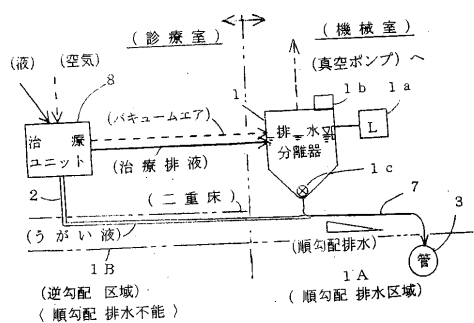 (診療室)
(機械室)
(液)
(空気)
(真空ポンプ)へ
8
1
1b
1a
(バキュームエア)
排水
分離器
L
治療
ユニット
(治療排液)
1c
2
(二重床)
7
(うがい液)
(順勾配排水)
3
管
1B
1A
(逆勾配 区域)
〈順勾配 排水不能〉
(順勾配 排水区域)